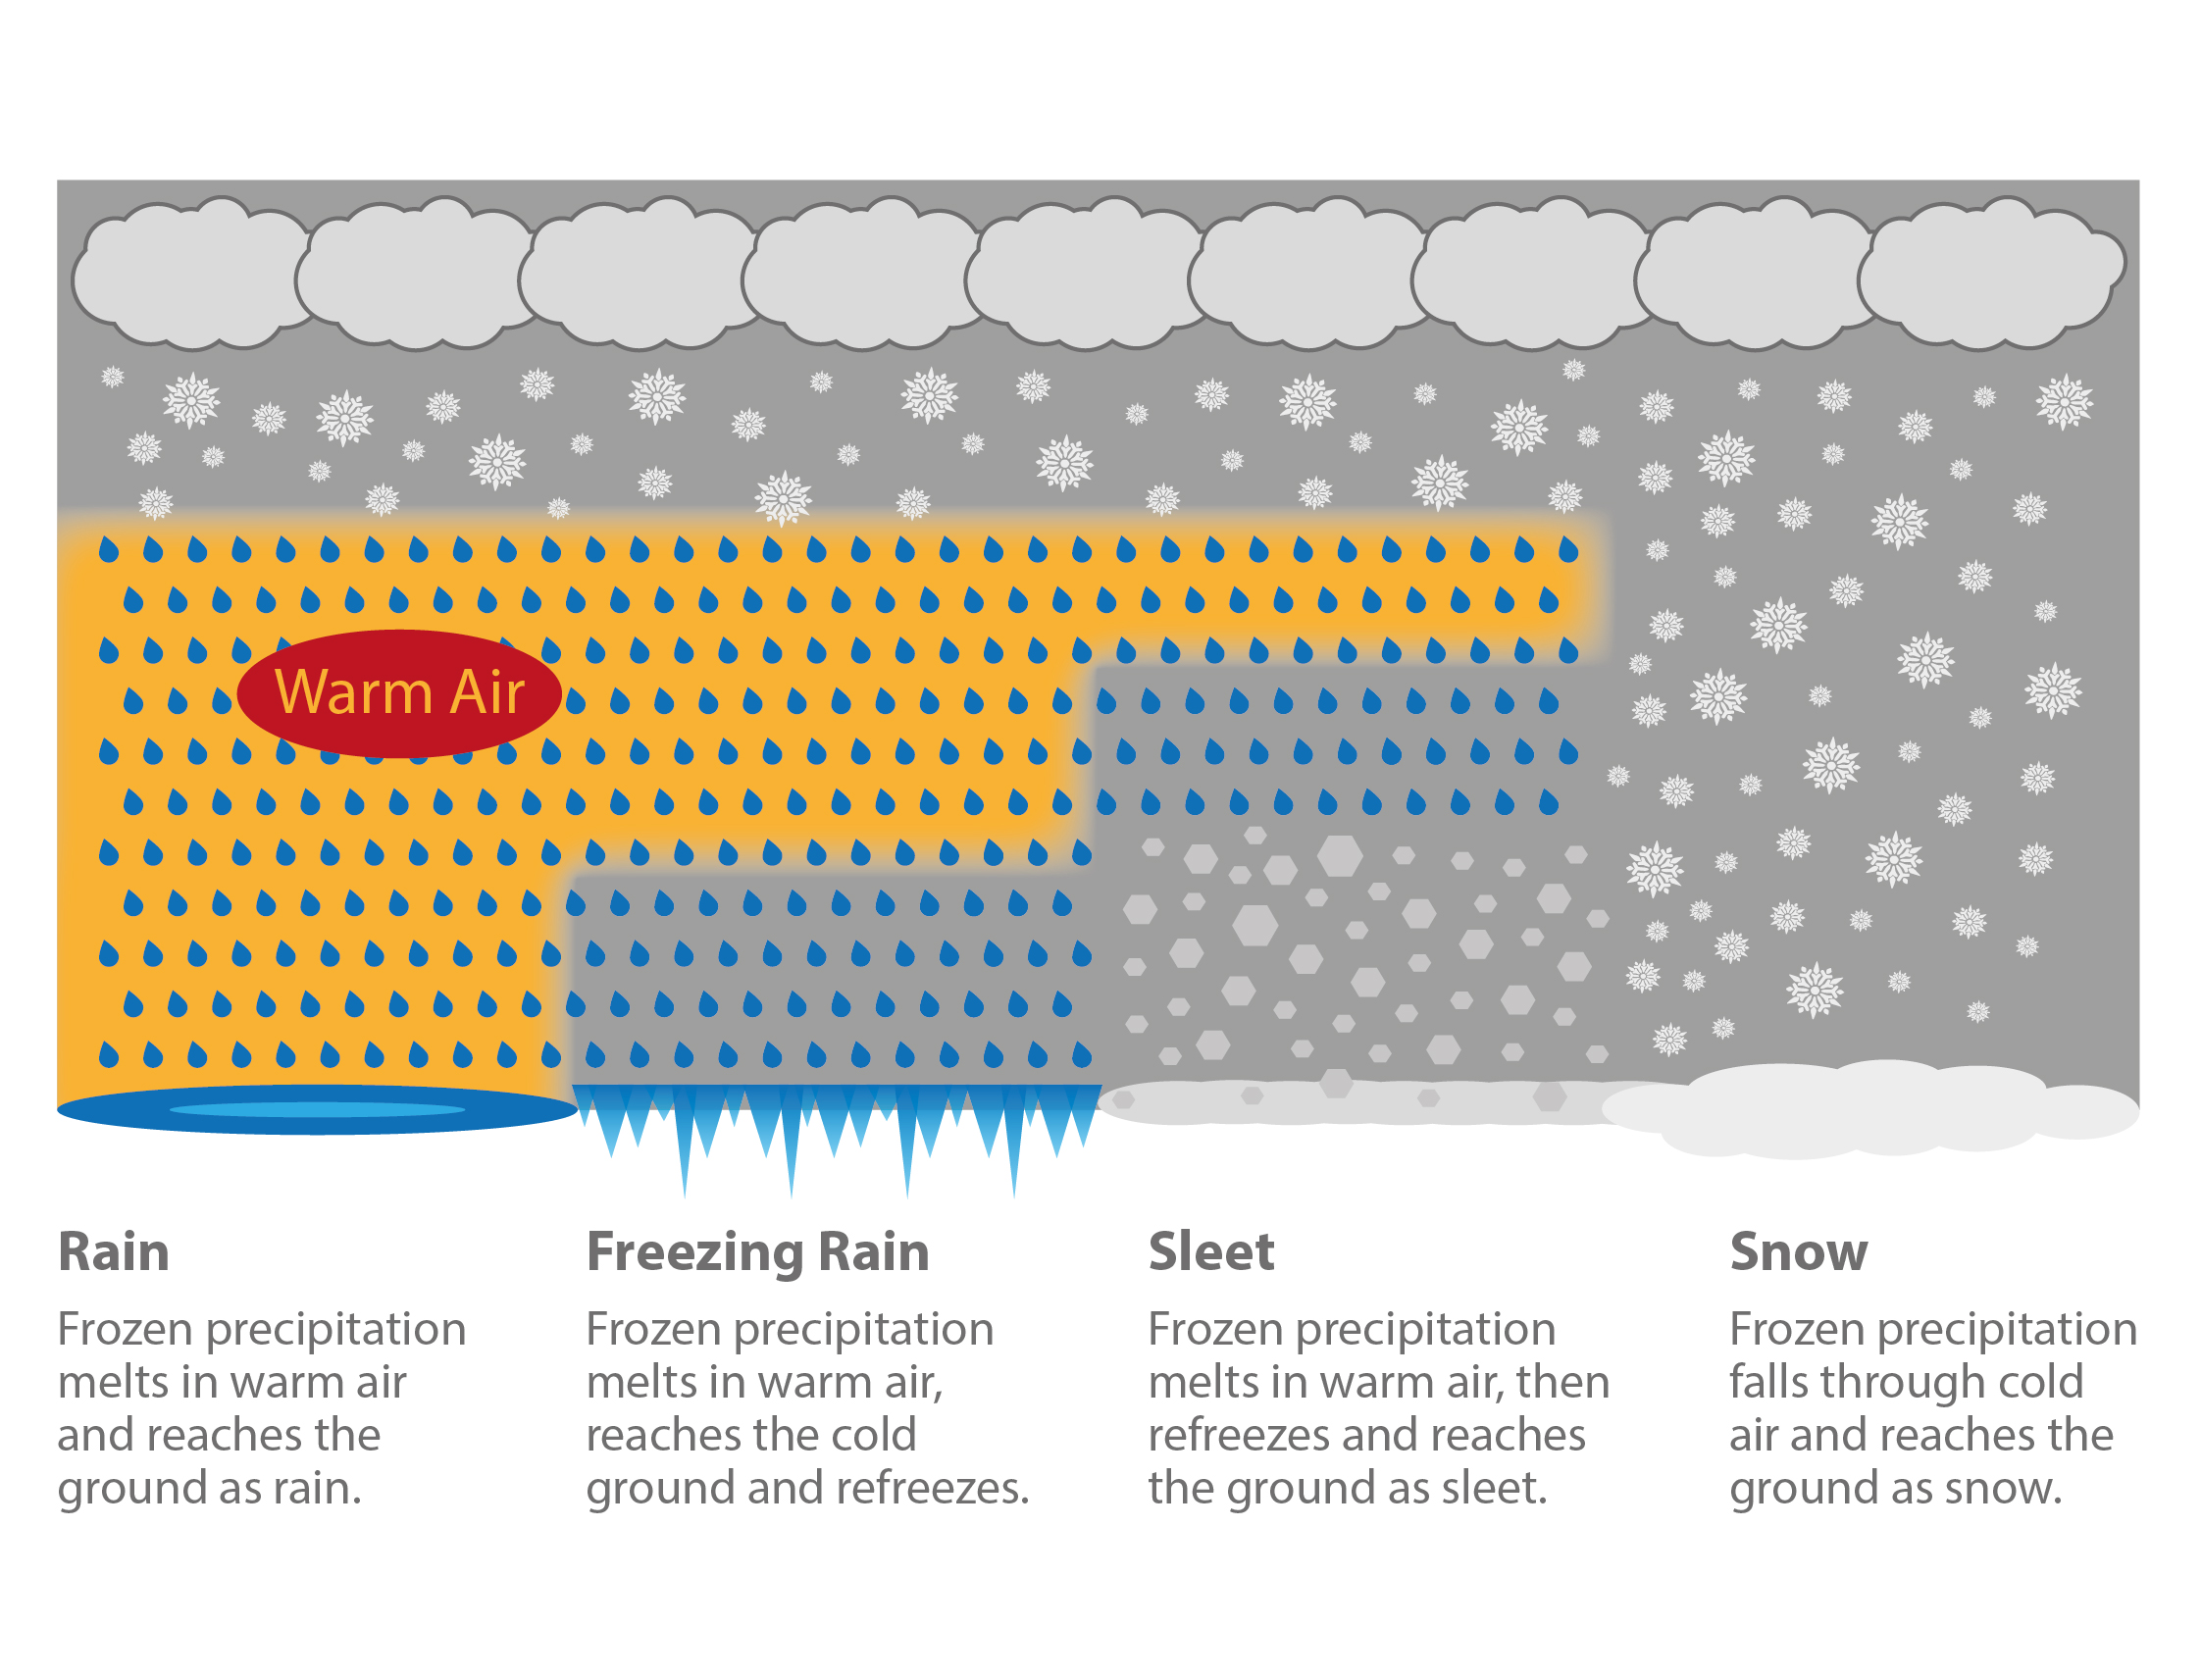 Warm Air
Rain
Frozen precipitation
melts in warm air
and reaches the
ground as rain.
Freezing Rain
Frozen precipitation
melts in warm air,
reaches the cold
ground and refreezes.
Sleet
Frozen precipitation
melts in warm air, then
refreezes and reaches
the ground as sleet.
Snow
Frozen precipitation
falls through cold
air and reaches the
ground as snow.